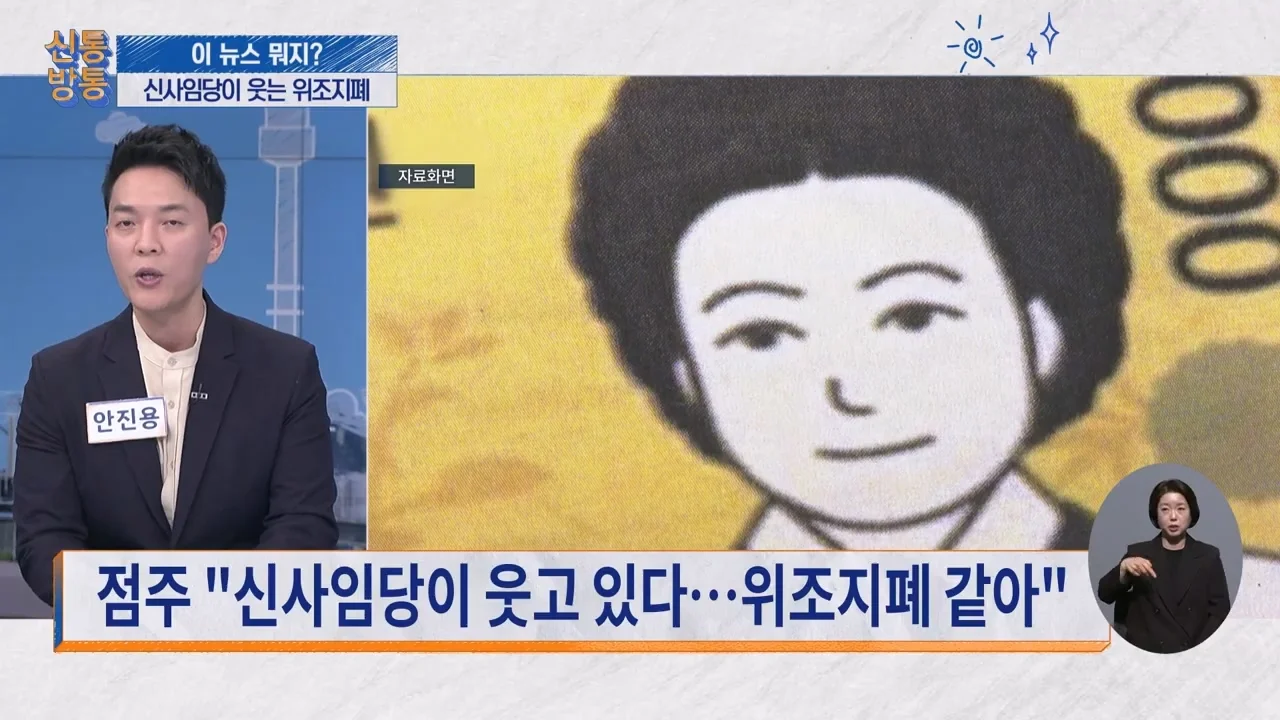 신통
방통
이 뉴스 뭐지?
신사임당이 웃는 위조지폐
자료화면
000
안진용
점주 "신사임당이 웃고 있다…위조지폐 같아"